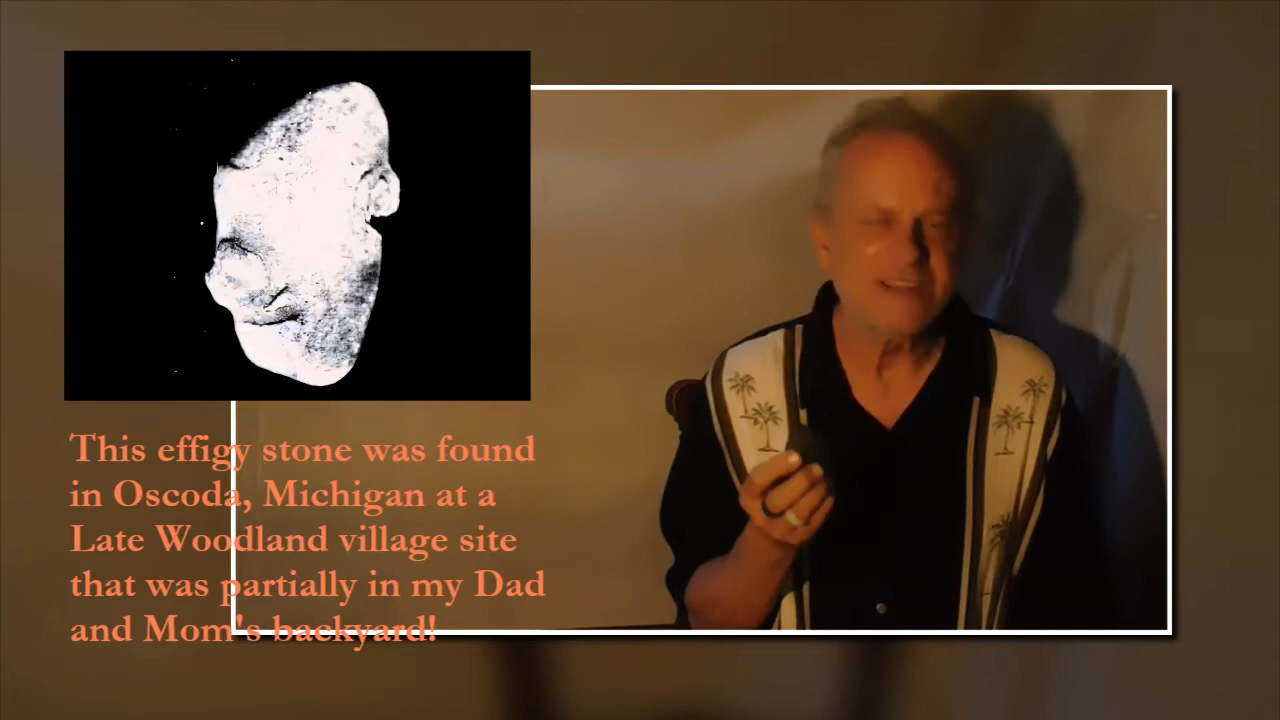 This effigy stone was found
in Oscoda, Michigan at a
Late Woodland village site
that was partially in my Dad
and Mom's backyard!